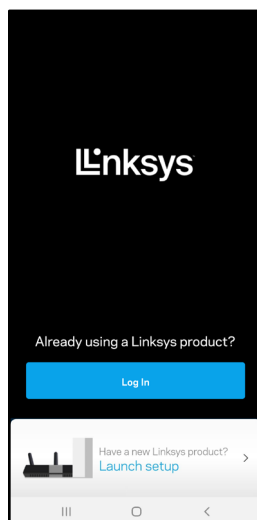 Linksys
Already using a Linksys product?
Log In
Have a new Linksys product?
Launch setup